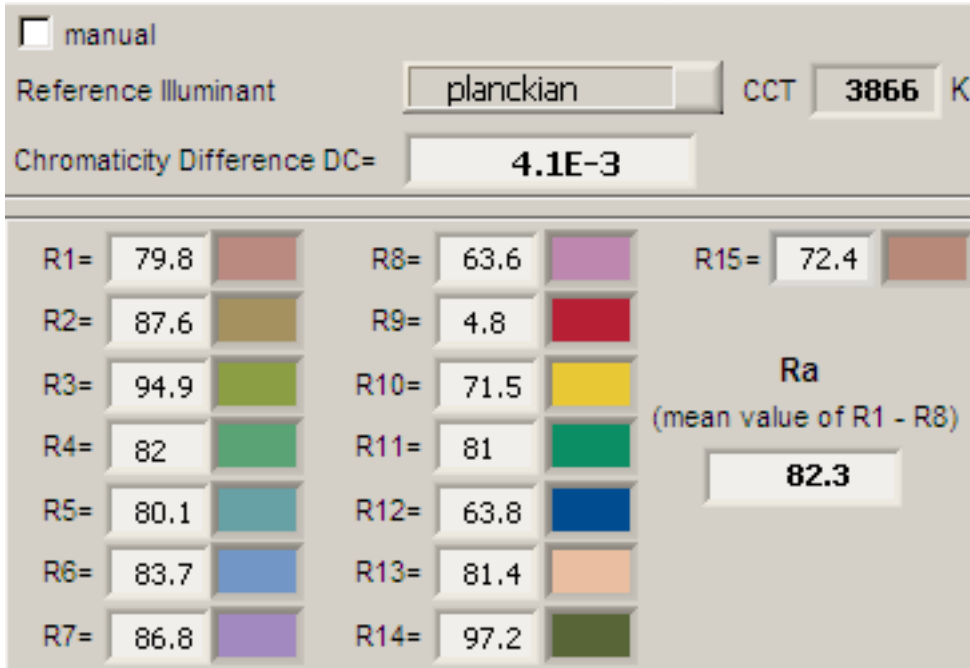 manual
Reference Illuminant planckian CCT 3866 K
Chromaticity Difference DC= 4.1E-3
R1= 79.8 R8= 63.6 R15= 72.4
R2= 87.6 R9= 4.8
R3= 94.9 R10= 71.5 Ra
(mean value of R1 - R8)
R4= 82 R11= 81
82.3
R5= 80.1 R12= 63.8
R6= 83.7 R13= 81.4
R7= 86.8 R14= 97.2